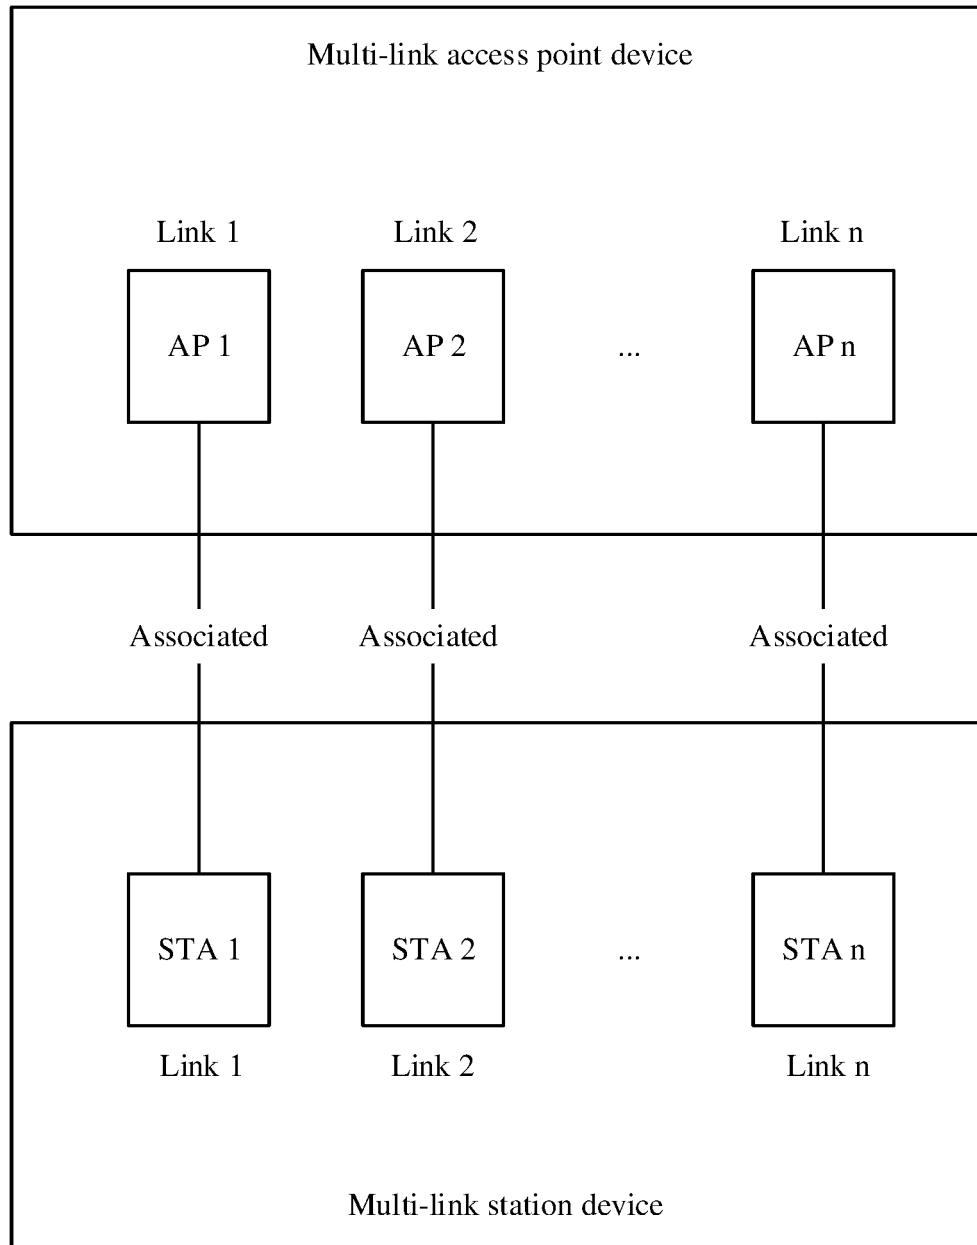 Multi-link access point device
Link 1 Link 2 Link n
AP 1 AP 2 ... AP n
Associated Associated Associated
STA 1 STA 2 ... STA n
Link 1 Link 2 Link n
Multi-link station device